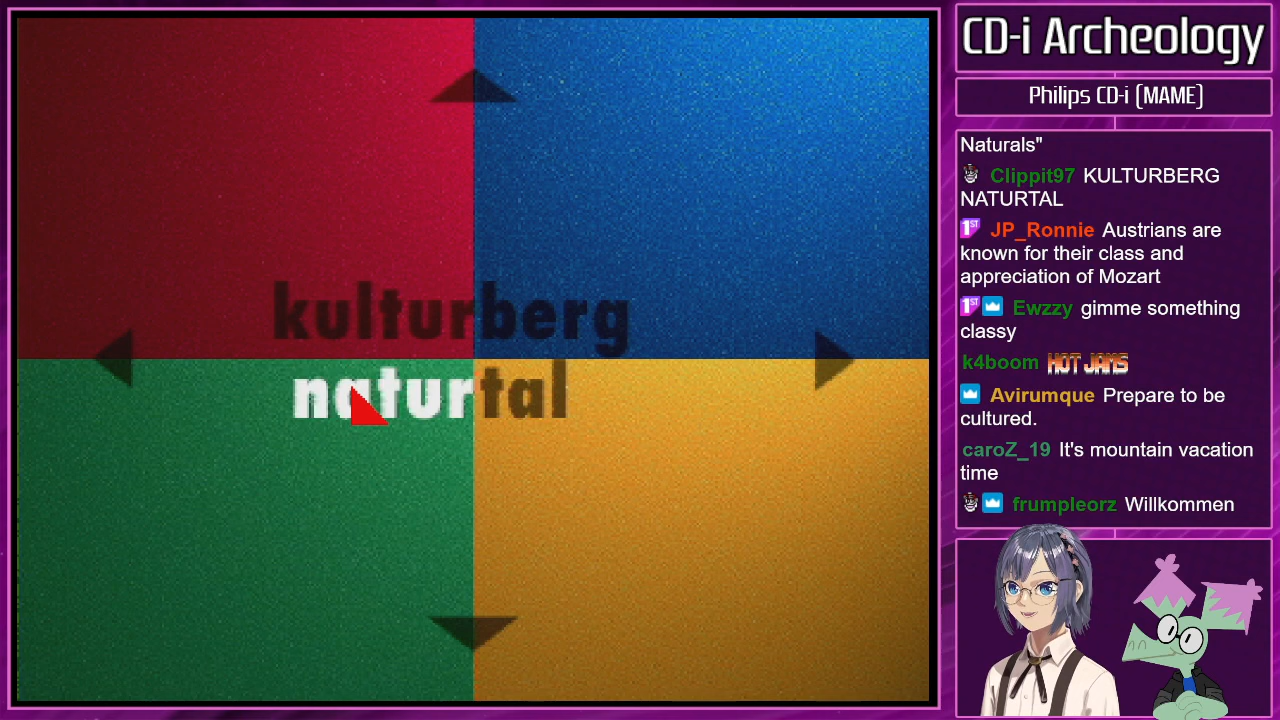 kulturberg
naturtal
CD-i Archeology
Philips CD-i (MAME)
Naturals"
Clippit97 KULTURBERG
NATURTAL
1ST JP_Ronnie Austrians are
known for their class and
appreciation of Mozart
1ST Ewzzy gimme something
classy
k4boom HOT JAMS
Avirumque Prepare to be
cultured.
caroZ_19 It's mountain vacation
time
frumpleorz Willkommen